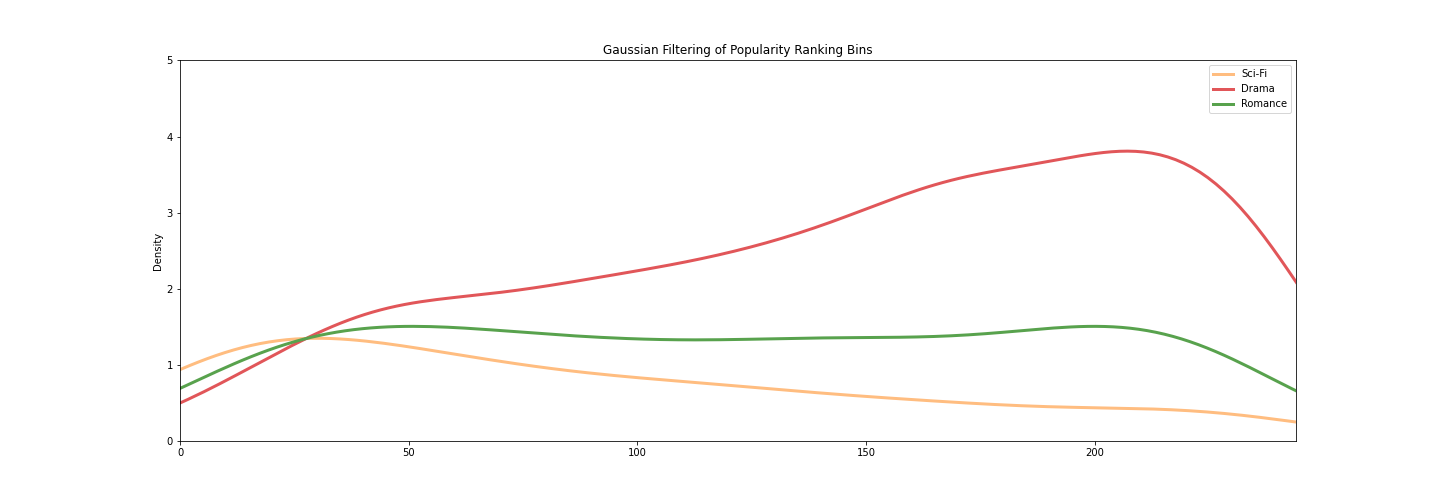 Gaussian Filtering of Popularity Ranking Bins
Sci-Fi
Drama
Romance
Density
5
4
3
2
1
0
0 50 100 150 200